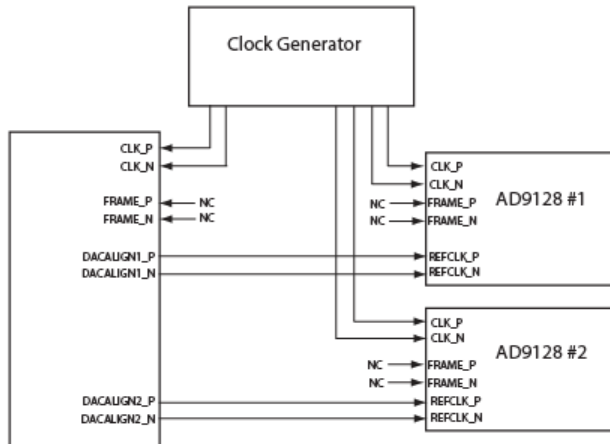 Clock Generator
CLK_P
CLK_N
FRAME_P
NC
FRAME_N
NC
DACALIGN1_P
DACALIGN1_N
DACALIGN2_P
DACALIGN2_N
CLK_P
CLK_N
NC
FRAME_P
NC
FRAME_N
REFCLK_P
REFCLK_N
AD9128 #1
CLK_P
CLK_N
NC
FRAME_P
NC
FRAME_N
REFCLK_P
REFCLK_N
AD9128 #2